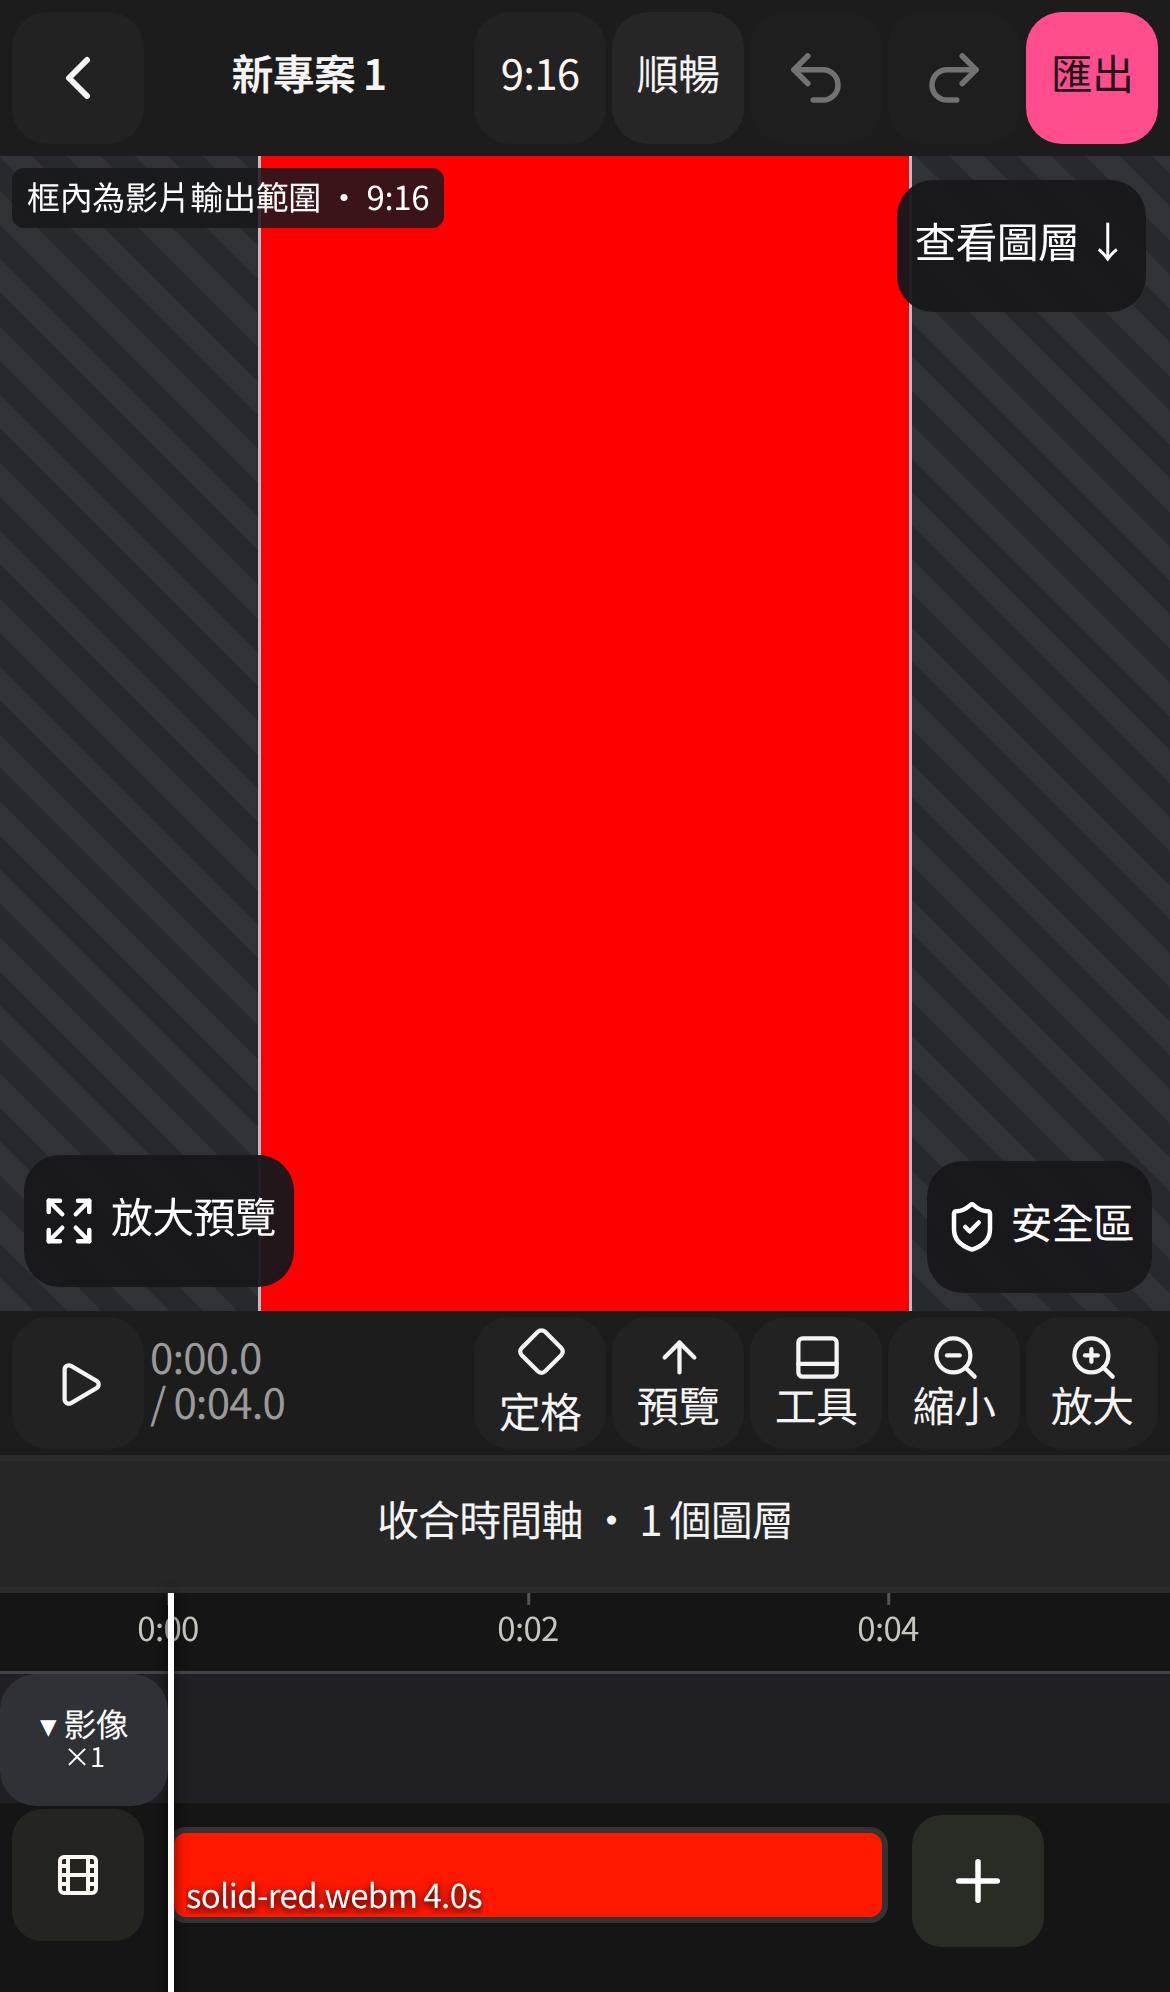 新專案 1
9:16
順暢
匯出
框內為影片輸出範圍 · 9:16
查看圖層 ↓
放大預覽
安全區
0:00.0
/ 0:04.0
定格
預覽
工具
縮小
放大
收合時間軸 · 1 個圖層
0:00
0:02
0:04
▾ 影像
×1
solid-red.webm 4.0s